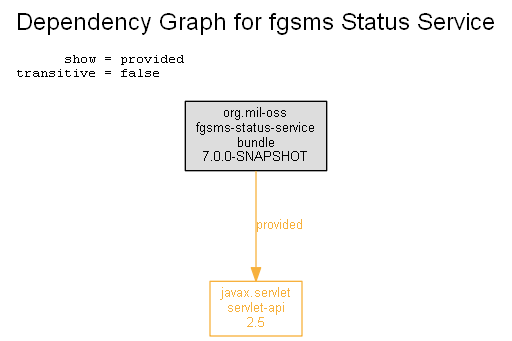 Dependency Graph for fgsms Status Service
show = provided
transitive = false
org.mil-oss
fgsms-status-service
bundle
7.0.0-SNAPSHOT
provided
javax.servlet
servlet-api
2.5